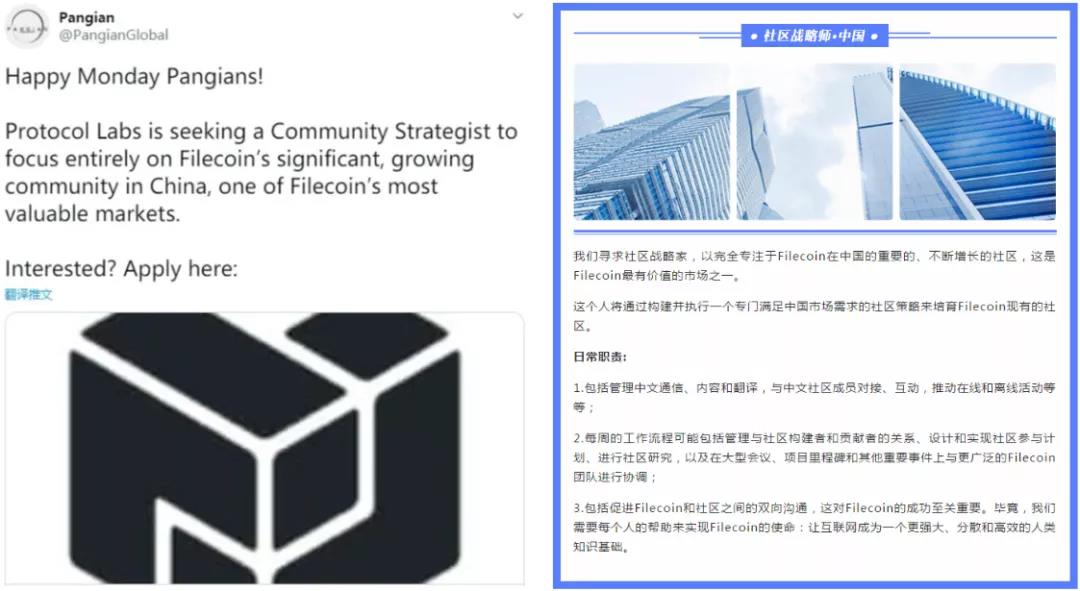 Pangian
@PangianGlobal
Happy Monday Pangians!
Protocol Labs is seeking a Community Strategist to
focus entirely on Filecoin's significant, growing
community in China, one of Filecoin's most
valuable markets.
Interested? Apply here:
翻译推文
• 社区战略师·中国 •
我们寻求社区战略家，以完全专注于Filecoin在中国的重要的、不断增长的社区，这是
Filecoin最有价值的市场之一。
这个人将通过构建并执行一个专门满足中国市场需求的社区策略来培育Filecoin现有的社
区。
日常职责:
1.包括管理中文通信、内容和翻译，与中文社区成员对接、互动，推动在线和离线活动等
等；
2.每周的工作流程可能包括管理与社区构建者和贡献者的关系、设计和实现社区参与计
划、进行社区研究，以及在大型会议、项目里程碑和其他重要事件上与更广泛的Filecoin
团队进行协调；
3.包括促进Filecoin和社区之间的双向沟通，这对Filecoin的成功至关重要。毕竟，我们
需要每个人的帮助来实现Filecoin的使命：让互联网成为一个更强大、分散和高效的人类
知识基础。